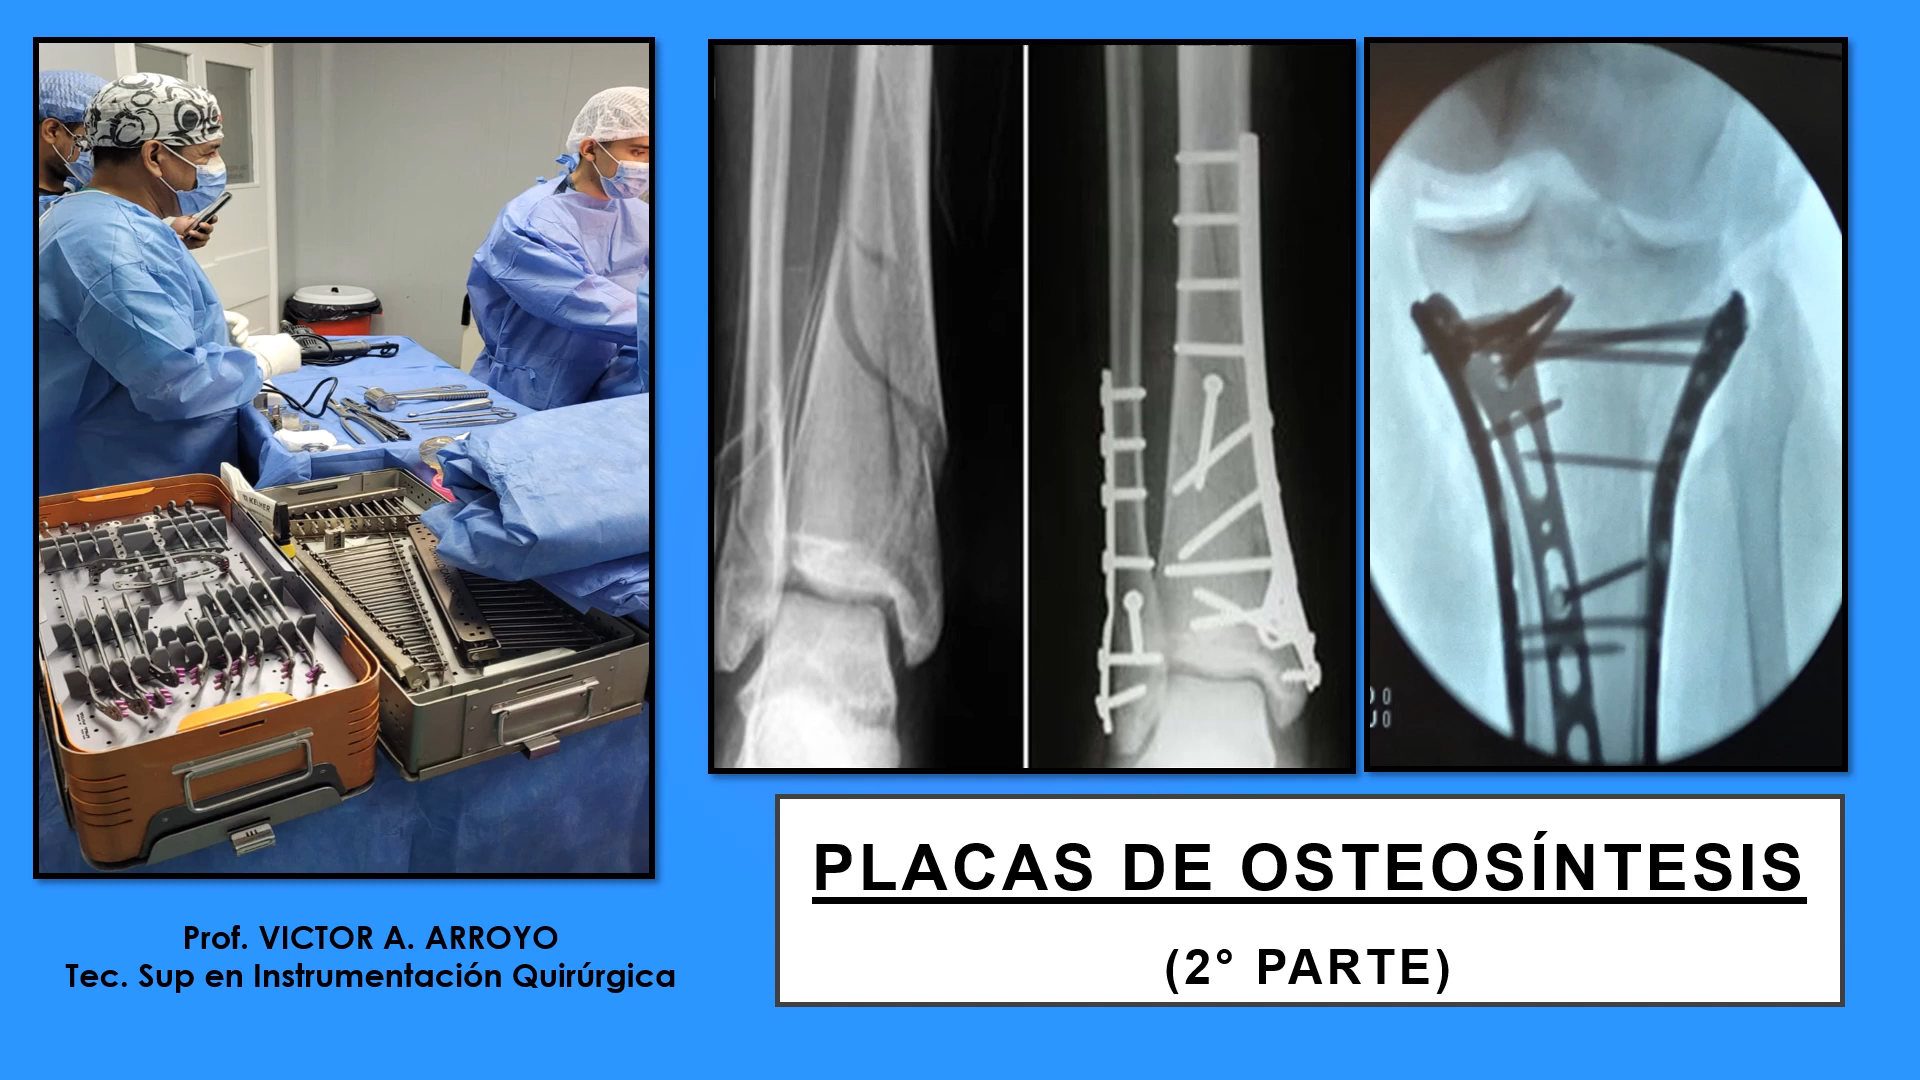 Prof. VICTOR A. ARROYO
Tec. Sup en Instrumentación Quirúrgica
PLACAS DE OSTEOSÍNTESIS
(2° PARTE)